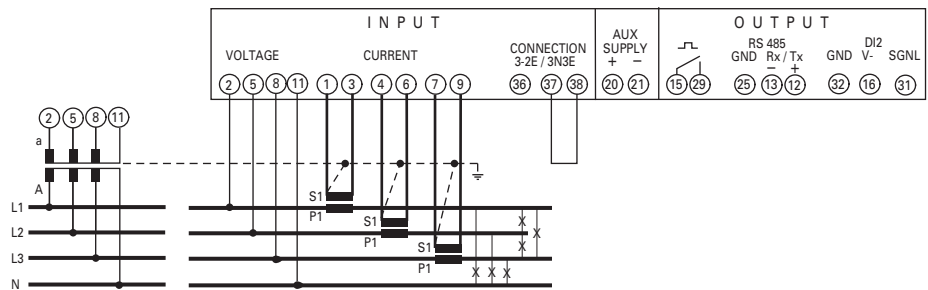 INPUT
OUTPUT
VOLTAGE
CURRENT
CONNECTION
3-2E / 3N3E
AUX
SUPPLY
+ −
RS 485
GND Rx / Tx
− +
DI2
GND V- SGNL
2 5 8 11 1 3 4 6 7 9 36 37 38 20 21 15 29 25 13 12 32 16 31
2 5 8 11
a
A
S1
L1
P1
S1
L2
P1
S1
L3
P1
N
X X
X
X X X